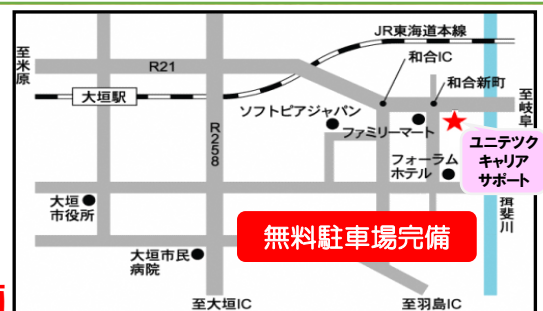 JR東海道本線
至米原
和合IC
R21
和合新町
大垣駅
至岐阜
ソフトピアジャパン
ファミリーマート
R258
ユニテツク
キャリア
サポート
フォーラム
ホテル
大垣
市役所
揖斐川
無料駐車場完備
大垣市民
病院
至大垣IC
至羽島IC